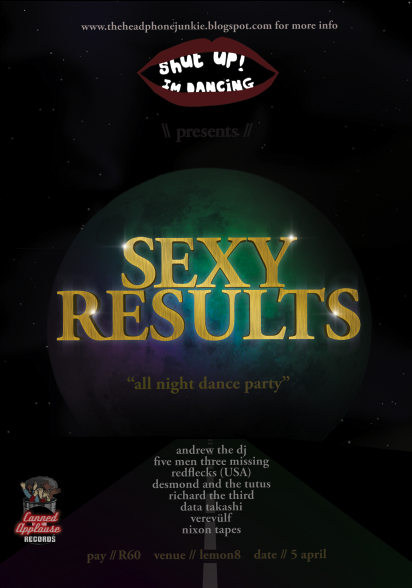 www.theheadphonejunkie.blogspot.com for more info
Shut UP!
IM DANCING
\\ presents //
SEXY
RESULTS
“all night dance party”
andrew the dj
five men three missing
redflecks (USA)
desmond and the tutus
richard the third
data takashi
vereyülf
nixon tapes
Canned
Applause
RECORDS
pay // R60 venue // lemon8 date // 5 april